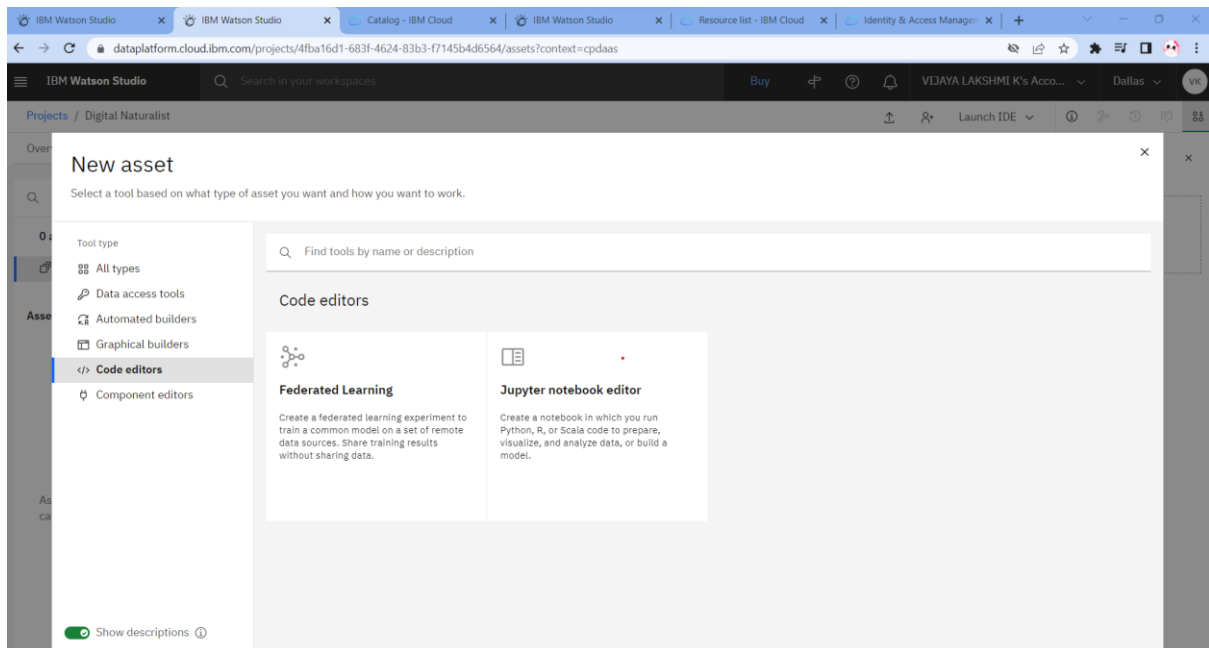 IBM Watson Studio
IBM Watson Studio
Catalog - IBM Cloud
IBM Watson Studio
Resource list - IBM Cloud
Identity & Access Managem
dataplatform.cloud.ibm.com/projects/4fba16d1-683f-4624-83b3-f7145b4d6564/assets?context=cpdaas
IBM Watson Studio
Search in your workspaces
Buy
VIJAYA LAKSHMI K's Acco...
Dallas
VK
Projects / Digital Naturalist
Launch IDE
Over
New asset
Select a tool based on what type of asset you want and how you want to work.
0 a
Asse
As
ca
Tool type
All types
Data access tools
Automated builders
Graphical builders
</> Code editors
Component editors
Show descriptions
Find tools by name or description
Code editors
Federated Learning
Create a federated learning experiment to
train a common model on a set of remote
data sources. Share training results
without sharing data.
Jupyter notebook editor
Create a notebook in which you run
Python, R, or Scala code to prepare,
visualize, and analyze data, or build a
model.